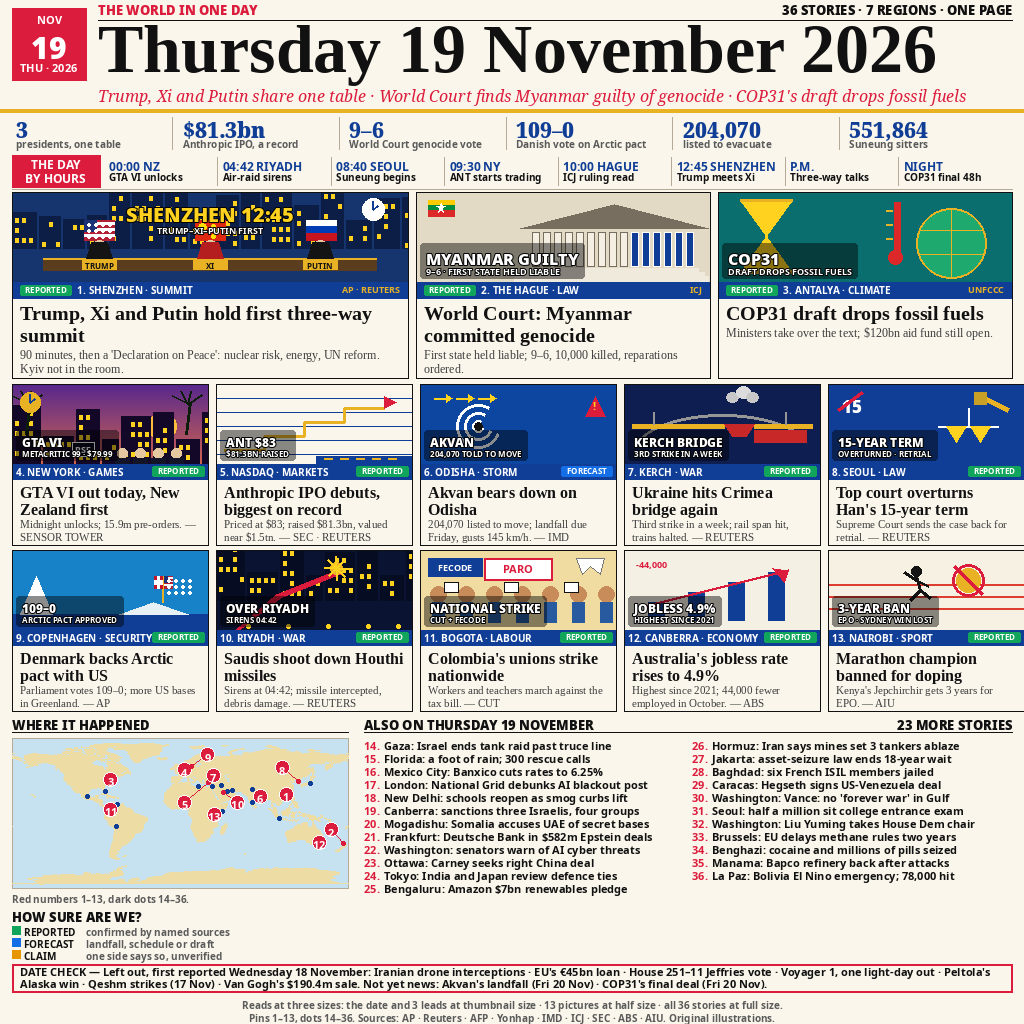 NOV
19
THU · 2026
THE WORLD IN ONE DAY
36 STORIES · 7 REGIONS · ONE PAGE
Thursday 19 November 2026
Trump, Xi and Putin share one table · World Court finds Myanmar guilty of genocide · COP31's draft drops fossil fuels
3
presidents, one table
$81.3bn
Anthropic IPO, a record
9–6
World Court genocide vote
109–0
Danish vote on Arctic pact
204,070
listed to evacuate
551,864
Suneung sitters
THE DAY
BY HOURS
00:00 NZ
GTA VI unlocks
04:42 RIYADH
Air-raid sirens
08:40 SEOUL
Suneung begins
09:30 NY
ANT starts trading
10:00 HAGUE
ICJ ruling read
12:45 SHENZHEN
Trump meets Xi
P.M.
Three-way talks
NIGHT
COP31 final 48h
SHENZHEN 12:45
TRUMP–XI–PUTIN FIRST
TRUMP
XI
PUTIN
REPORTED
1. SHENZHEN · SUMMIT
AP · REUTERS
Trump, Xi and Putin hold first three-way
summit
90 minutes, then a 'Declaration on Peace': nuclear risk, energy, UN reform.
Kyiv not in the room.
MYANMAR GUILTY
9–6 · FIRST STATE HELD LIABLE
REPORTED
2. THE HAGUE · LAW
ICJ
World Court: Myanmar
committed genocide
First state held liable; 9–6, 10,000 killed, reparations
ordered.
COP31
DRAFT DROPS FOSSIL FUELS
REPORTED
3. ANTALYA · CLIMATE
UNFCCC
COP31 draft drops fossil fuels
Ministers take over the text; $120bn aid fund still open.
GTA VI
METACRITIC 99 · $79.99
4. NEW YORK · GAMES
REPORTED
GTA VI out today, New
Zealand first
Midnight unlocks; 15.9m pre-orders. —
SENSOR TOWER
ANT $83
$81.3BN RAISED
5. NASDAQ · MARKETS
REPORTED
Anthropic IPO debuts,
biggest on record
Priced at $83; raised $81.3bn, valued
near $1.5tn. — SEC · REUTERS
!
AKVAN
204,070 TOLD TO MOVE
6. ODISHA · STORM
FORECAST
Akvan bears down on
Odisha
204,070 listed to move; landfall due
Friday, gusts 145 km/h. — IMD
KERCH BRIDGE
3RD STRIKE IN A WEEK
7. KERCH · WAR
REPORTED
Ukraine hits Crimea
bridge again
Third strike in a week; rail span hit,
trains halted. — REUTERS
15
15-YEAR TERM
OVERTURNED · RETRIAL
8. SEOUL · LAW
REPORTED
Top court overturns
Han's 15-year term
Supreme Court sends the case back for
retrial. — REUTERS
109–0
ARCTIC PACT APPROVED
9. COPENHAGEN · SECURITY
REPORTED
Denmark backs Arctic
pact with US
Parliament votes 109–0; more US bases
in Greenland. — AP
OVER RIYADH
SIRENS 04:42
10. RIYADH · WAR
REPORTED
Saudis shoot down Houthi
missiles
Sirens at 04:42; missile intercepted,
debris damage. — REUTERS
FECODE
PARO
NATIONAL STRIKE
CUT + FECODE
11. BOGOTA · LABOUR
REPORTED
Colombia's unions strike
nationwide
Workers and teachers march against the
tax bill. — CUT
-44,000
JOBLESS 4.9%
HIGHEST SINCE 2021
12. CANBERRA · ECONOMY
REPORTED
Australia's jobless rate
rises to 4.9%
Highest since 2021; 44,000 fewer
employed in October. — ABS
3-YEAR BAN
EPO · SYDNEY WIN LOST
13. NAIROBI · SPORT
REPORTED
Marathon champion
banned for doping
Kenya's Jepchirchir gets 3 years for
EPO. — AIU
WHERE IT HAPPENED
9
4
8
3
7
5
6
1
10
11
13
2
12
Red numbers 1–13, dark dots 14–36.
HOW SURE ARE WE?
REPORTED confirmed by named sources
FORECAST landfall, schedule or draft
CLAIM one side says so, unverified
ALSO ON THURSDAY 19 NOVEMBER
23 MORE STORIES
14. Gaza: Israel ends tank raid past truce line
15. Florida: a foot of rain; 300 rescue calls
16. Mexico City: Banxico cuts rates to 6.25%
17. London: National Grid debunks AI blackout post
18. New Delhi: schools reopen as smog curbs lift
19. Canberra: sanctions three Israelis, four groups
20. Mogadishu: Somalia accuses UAE of secret bases
21. Frankfurt: Deutsche Bank in $582m Epstein deals
22. Washington: senators warn of AI cyber threats
23. Ottawa: Carney seeks right China deal
24. Tokyo: India and Japan review defence ties
25. Bengaluru: Amazon $7bn renewables pledge
26. Hormuz: Iran says mines set 3 tankers ablaze
27. Jakarta: asset-seizure law ends 18-year wait
28. Baghdad: six French ISIL members jailed
29. Caracas: Hegseth signs US-Venezuela deal
30. Washington: Vance: no 'forever war' in Gulf
31. Seoul: half a million sit college entrance exam
32. Washington: Liu Yuming takes House Dem chair
33. Brussels: EU delays methane rules two years
34. Benghazi: cocaine and millions of pills seized
35. Manama: Bapco refinery back after attacks
36. La Paz: Bolivia El Nino emergency; 78,000 hit
DATE CHECK — Left out, first reported Wednesday 18 November: Iranian drone interceptions · EU's €45bn loan · House 251–11 Jeffries vote · Voyager 1, one light-day out · Peltola's
Alaska win · Qeshm strikes (17 Nov) · Van Gogh's $190.4m sale. Not yet news: Akvan's landfall (Fri 20 Nov) · COP31's final deal (Fri 20 Nov).
Reads at three sizes: the date and 3 leads at thumbnail size · 13 pictures at half size · all 36 stories at full size.
Pins 1–13, dots 14–36. Sources: AP · Reuters · AFP · Yonhap · IMD · ICJ · SEC · ABS · AIU. Original illustrations.